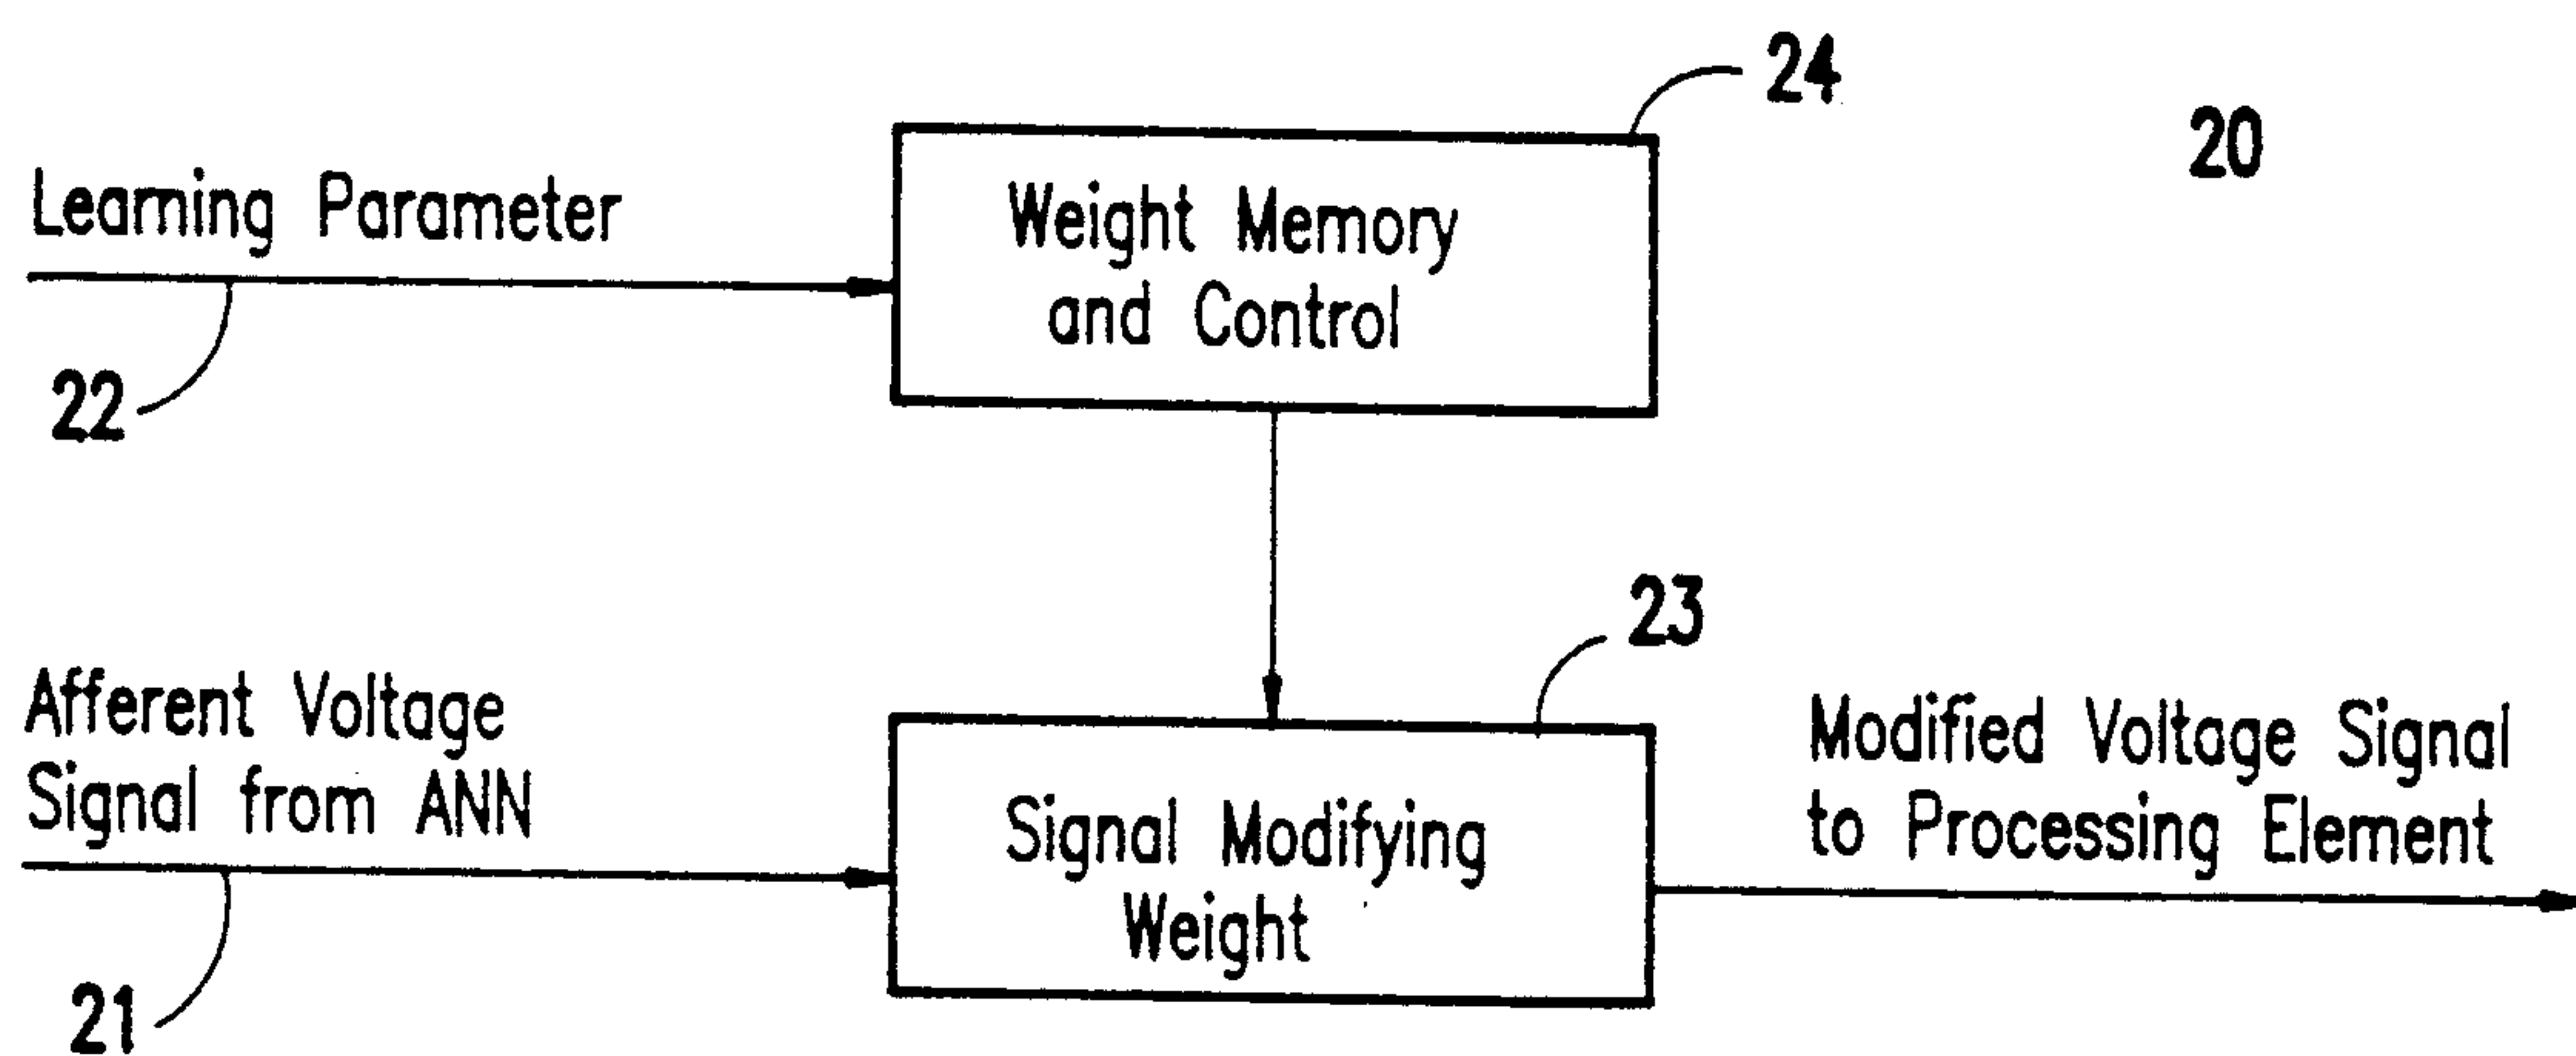 24
20
Learning Parameter
Weight Memory
and Control
22
23
Afferent Voltage
Signal from ANN
Modified Voltage Signal
to Processing Element
Signal Modifying
Weight
21